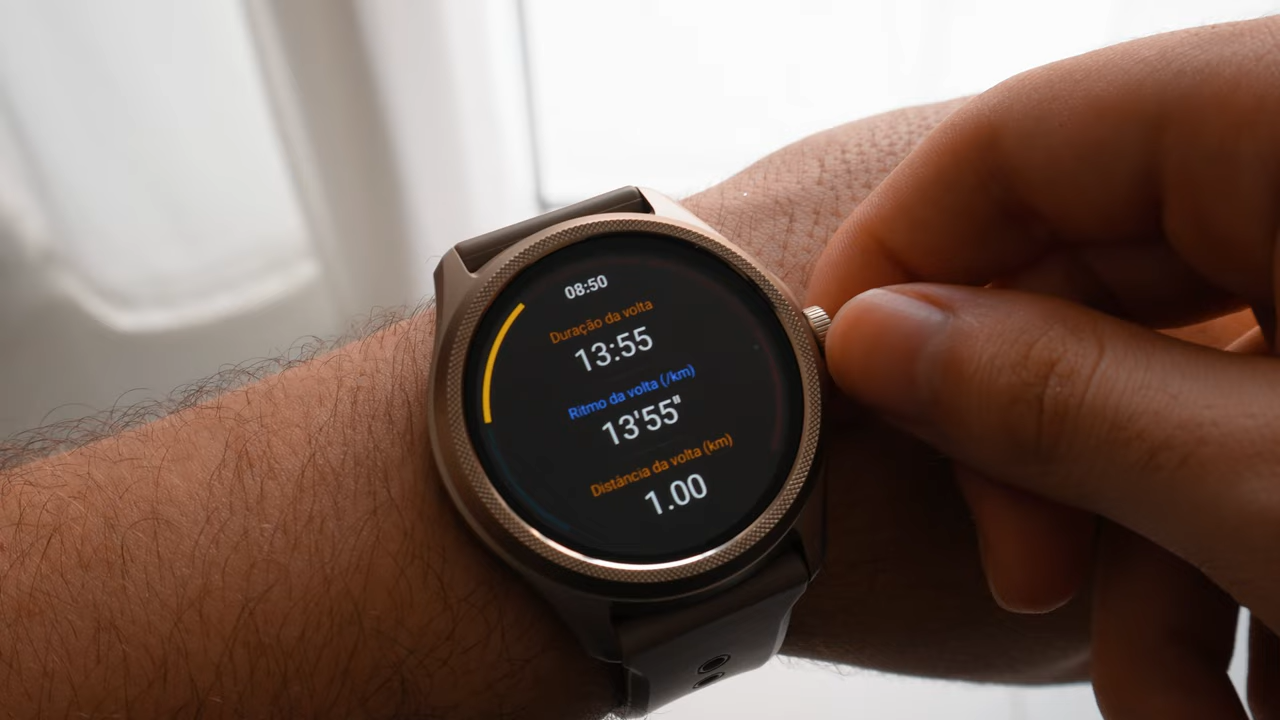 08:50
Duração da volta
13:55
Ritmo da volta (/km)
13'55"
Distância da volta (km)
1.00